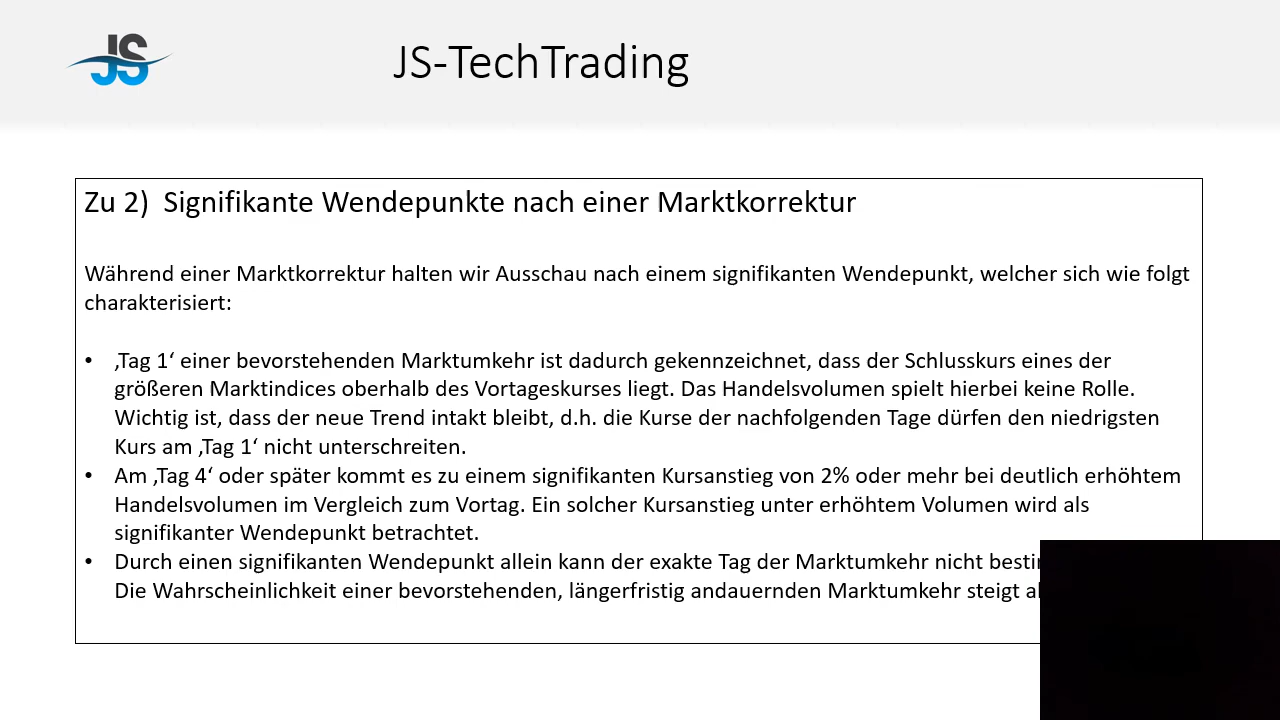 JS
JS-TechTrading
Zu 2)  Signifikante Wendepunkte nach einer Marktkorrektur
Während einer Marktkorrektur halten wir Ausschau nach einem signifikanten Wendepunkt, welcher sich wie folgt
charakterisiert:
• ‚Tag 1‘ einer bevorstehenden Marktumkehr ist dadurch gekennzeichnet, dass der Schlusskurs eines der
größeren Marktindices oberhalb des Vortageskurses liegt. Das Handelsvolumen spielt hierbei keine Rolle.
Wichtig ist, dass der neue Trend intakt bleibt, d.h. die Kurse der nachfolgenden Tage dürfen den niedrigsten
Kurs am ‚Tag 1‘ nicht unterschreiten.
• Am ‚Tag 4‘ oder später kommt es zu einem signifikanten Kursanstieg von 2% oder mehr bei deutlich erhöhtem
Handelsvolumen im Vergleich zum Vortag. Ein solcher Kursanstieg unter erhöhtem Volumen wird als
signifikanter Wendepunkt betrachtet.
• Durch einen signifikanten Wendepunkt allein kann der exakte Tag der Marktumkehr nicht
Die Wahrscheinlichkeit einer bevorstehenden, längerfristig andauernden Marktumkehr steigt